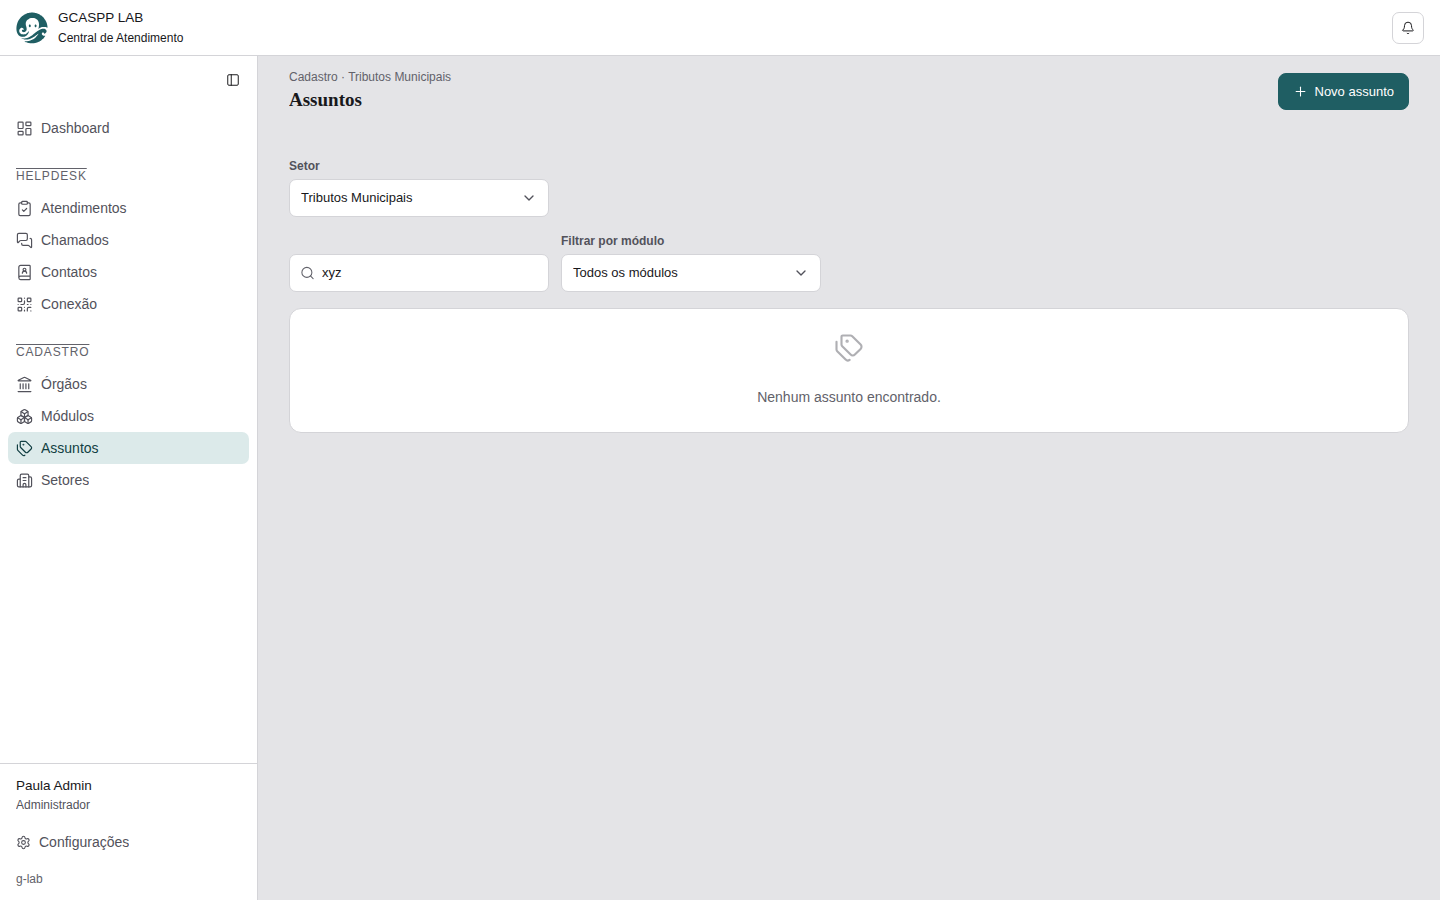 GCASPP LAB
Central de Atendimento
Dashboard
HELPDESK
Atendimentos
Chamados
Contatos
Conexão
CADASTRO
Órgãos
Módulos
Assuntos
Setores
Paula Admin
Administrador
Configurações
g-lab
Cadastro · Tributos Municipais
Assuntos
Novo assunto
Setor
Tributos Municipais
Filtrar por módulo
xyz
Todos os módulos
Nenhum assunto encontrado.